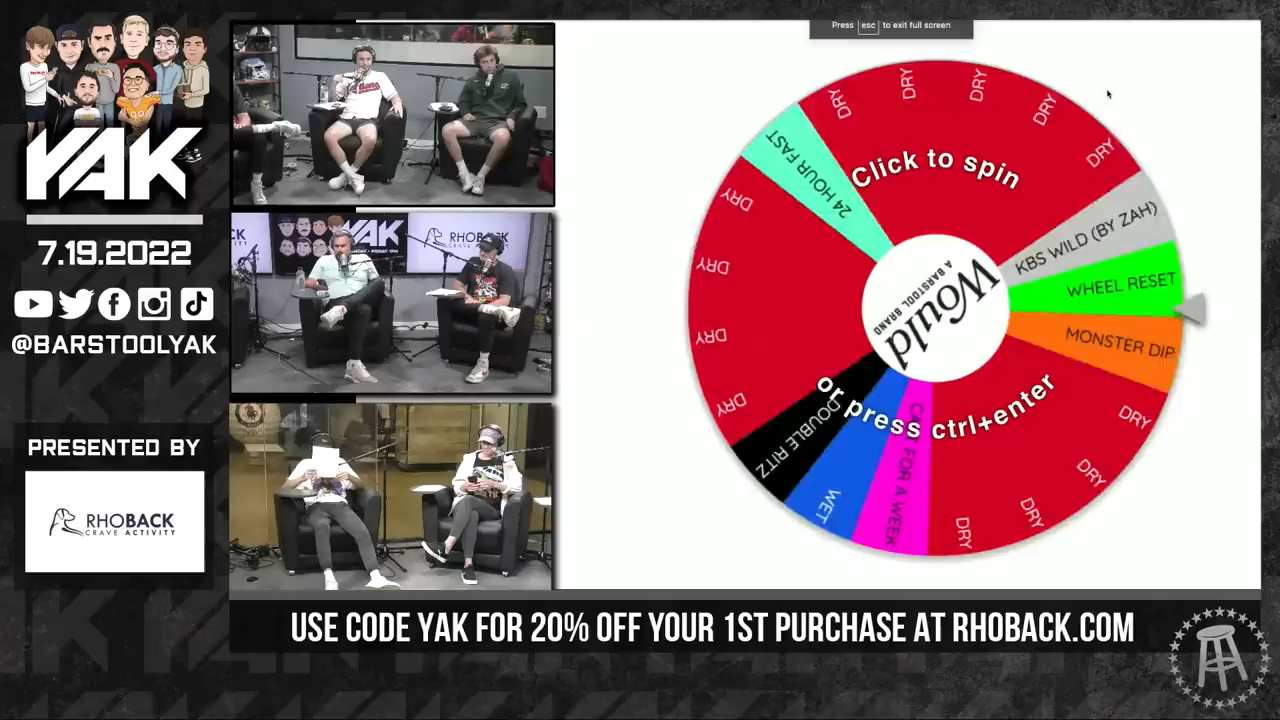 YAK
7.19.2022
@BARSTOOLYAK
PRESENTED BY
RHOBACK
CRAVE ACTIVITY
YAK
RHOBACK
Press esc to exit full screen
DRY
DRY
DRY
DRY
DRY
KBS WILD (BY ZAH)
WHEEL RESET
MONSTER DIP
DRY
DRY
DRY
DRY
WET
DOUBLE RITZ
DRY
DRY
DRY
DRY
24 HOUR FAST
Click to spin
Would
A BARSTOOL BRAND
or press ctrl+enter
USE CODE YAK FOR 20% OFF YOUR 1ST PURCHASE AT RHOBACK.COM